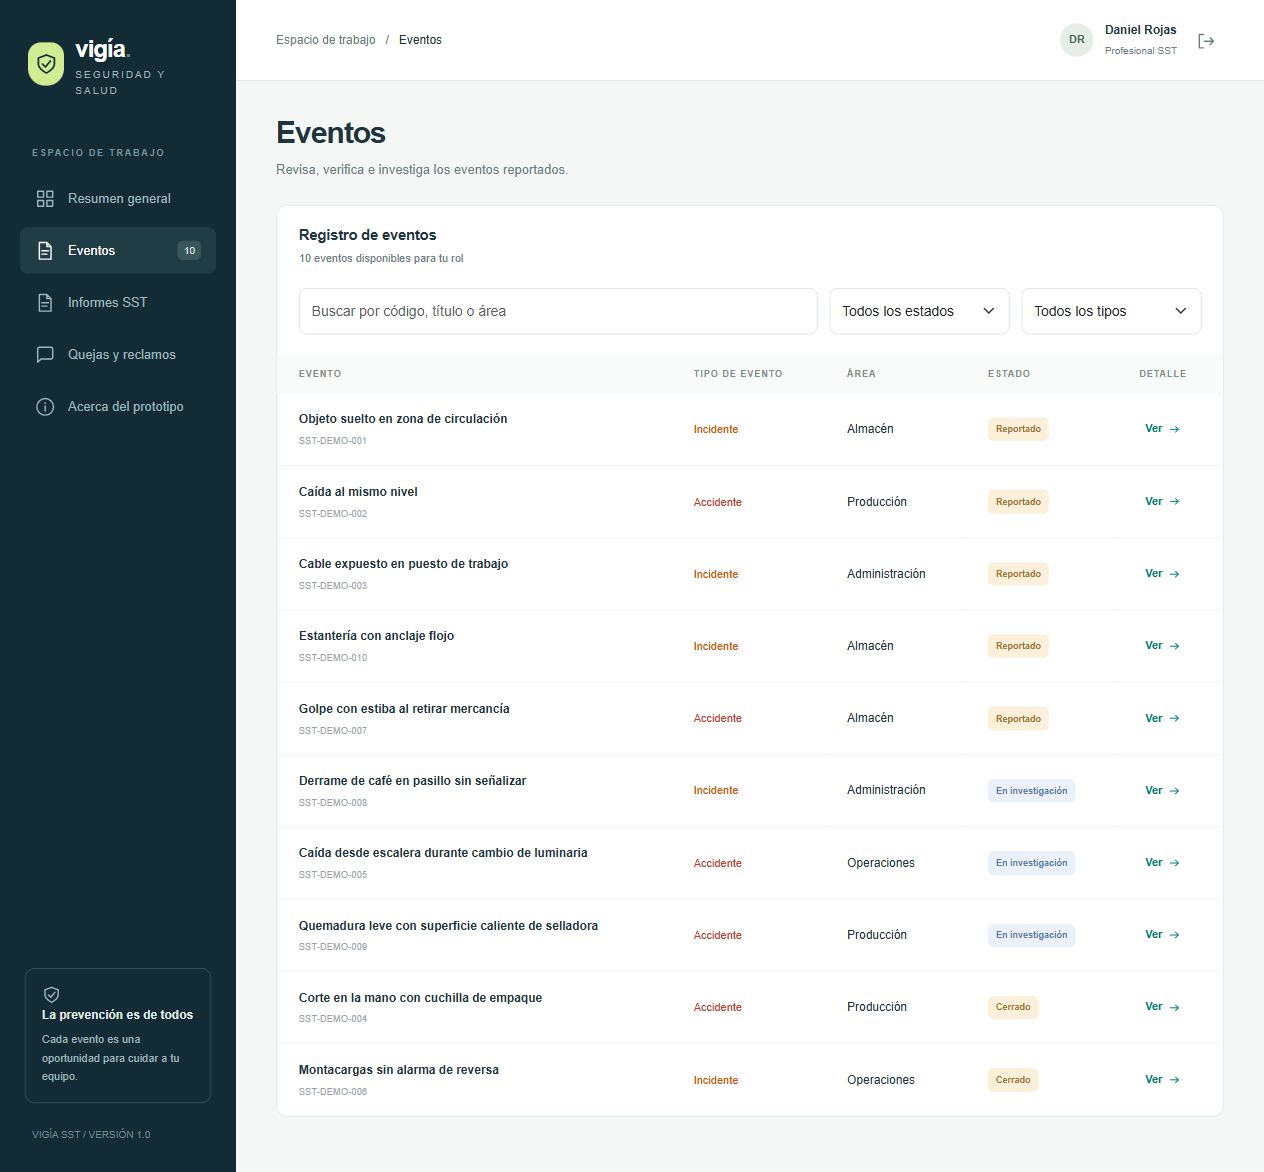 vigía.
SEGURIDAD Y
SALUD
ESPACIO DE TRABAJO
Resumen general
Eventos 10
Informes SST
Quejas y reclamos
Acerca del prototipo
La prevención es de todos
Cada evento es una
oportunidad para cuidar a tu
equipo.
VIGÍA SST / VERSIÓN 1.0
Espacio de trabajo / Eventos
DR
Daniel Rojas
Profesional SST
Eventos
Revisa, verifica e investiga los eventos reportados.
Registro de eventos
10 eventos disponibles para tu rol
Buscar por código, título o área
Todos los estados
Todos los tipos
EVENTO TIPO DE EVENTO ÁREA ESTADO DETALLE
Objeto suelto en zona de circulación
SST-DEMO-001
Incidente Almacén Reportado Ver →
Caída al mismo nivel
SST-DEMO-002
Accidente Producción Reportado Ver →
Cable expuesto en puesto de trabajo
SST-DEMO-003
Incidente Administración Reportado Ver →
Estantería con anclaje flojo
SST-DEMO-010
Incidente Almacén Reportado Ver →
Golpe con estiba al retirar mercancía
SST-DEMO-007
Accidente Almacén Reportado Ver →
Derrame de café en pasillo sin señalizar
SST-DEMO-008
Incidente Administración En investigación Ver →
Caída desde escalera durante cambio de luminaria
SST-DEMO-005
Accidente Operaciones En investigación Ver →
Quemadura leve con superficie caliente de selladora
SST-DEMO-009
Accidente Producción En investigación Ver →
Corte en la mano con cuchilla de empaque
SST-DEMO-004
Accidente Producción Cerrado Ver →
Montacargas sin alarma de reversa
SST-DEMO-006
Incidente Operaciones Cerrado Ver →